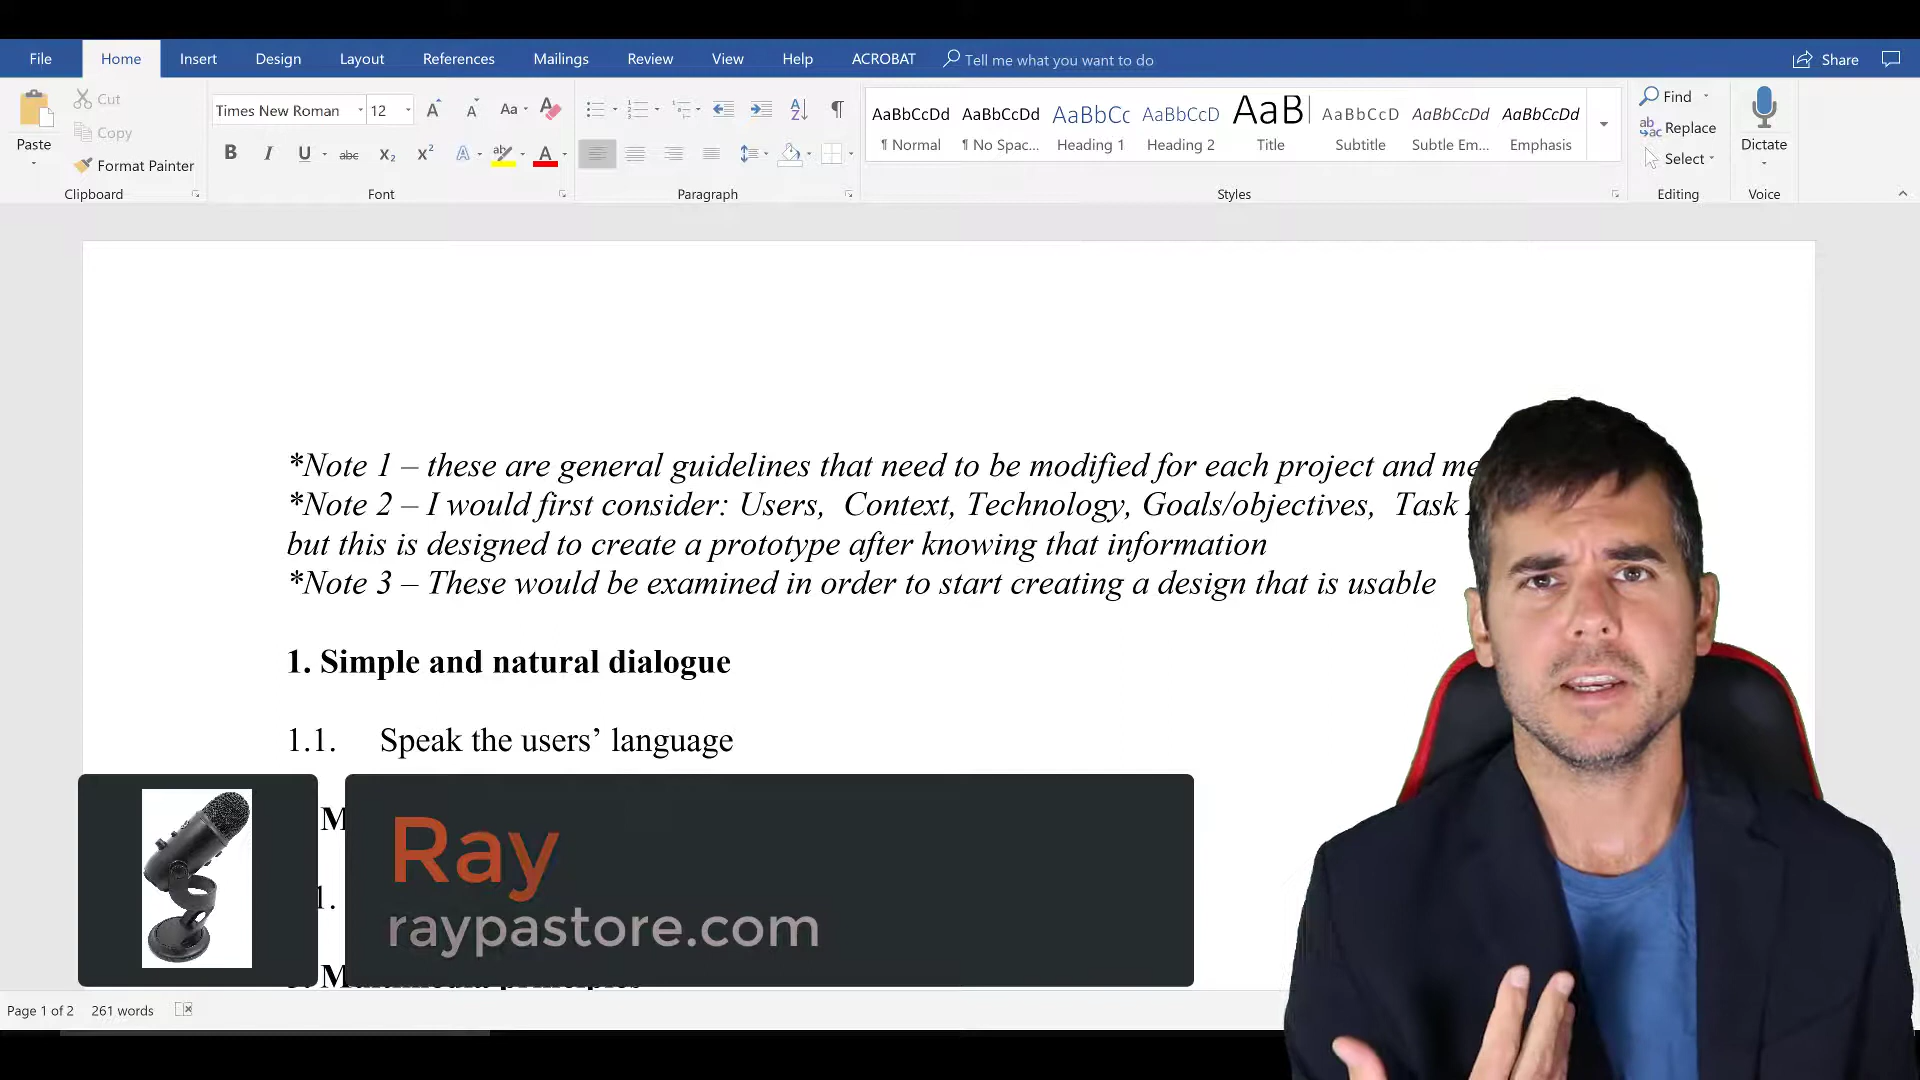 File Home Insert Design Layout References Mailings Review View Help ACROBAT Tell me what you want to do Share
Paste
Cut
Copy
Format Painter
Clipboard
Times New Roman 12
Font
Paragraph
AaBbCcDd AaBbCcDd AaBbCc AaBbCcD AaB AaBbCcD AaBbCcDd AaBbCcDd
¶ Normal ¶ No Spac... Heading 1 Heading 2 Title Subtitle Subtle Em... Emphasis
Styles
Find
Replace
Select
Editing
Dictate
Voice
*Note 1 – these are general guidelines that need to be modified for each project and
*Note 2 – I would first consider: Users, Context, Technology, Goals/objectives, Task
but this is designed to create a prototype after knowing that information
*Note 3 – These would be examined in order to start creating a design that is usable
1. Simple and natural dialogue
1.1. Speak the users’ language
Ray
raypastore.com
Page 1 of 2 261 words